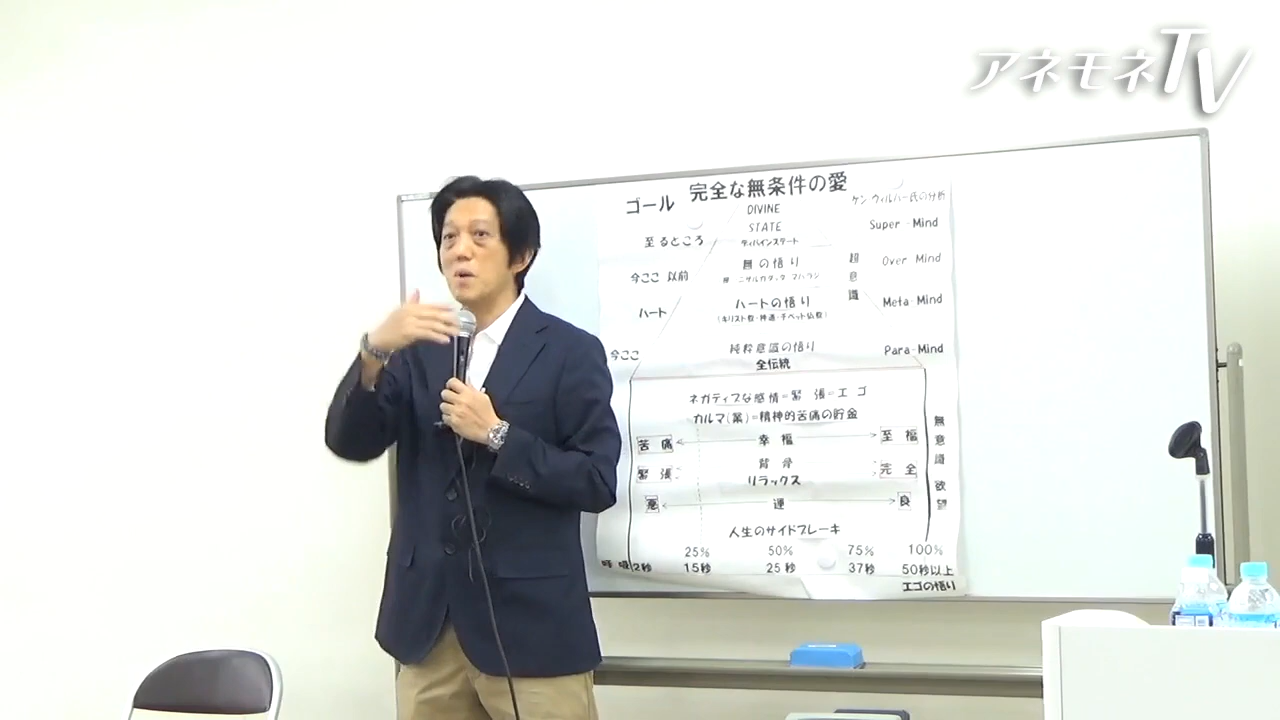 アネモネTV
ゴール 完全な無条件の愛
ケン ウィルバー氏の分析
DIVINE
STATE
ディバインステート
至るところ
Super-Mind
今ここ 以前
無の悟り
Over Mind
超意識
ハート
ハートの悟り
(キリスト教・神道・チベット仏教)
Meta-Mind
今ここ
純粋意識の悟り
Para-Mind
全伝統
ネガティブな感情=緊 張=エ ゴ
カルマ(業)=精神的苦痛の貯金
無意識 欲望
苦 痛 幸 福 至 福
緊 張 背 骨 完 全
リラックス
悪 運 良
人生のサイドブレーキ
25% 50% 75% 100%
呼 吸 2秒 15秒 25秒 37秒 50秒以上
エゴの悟り